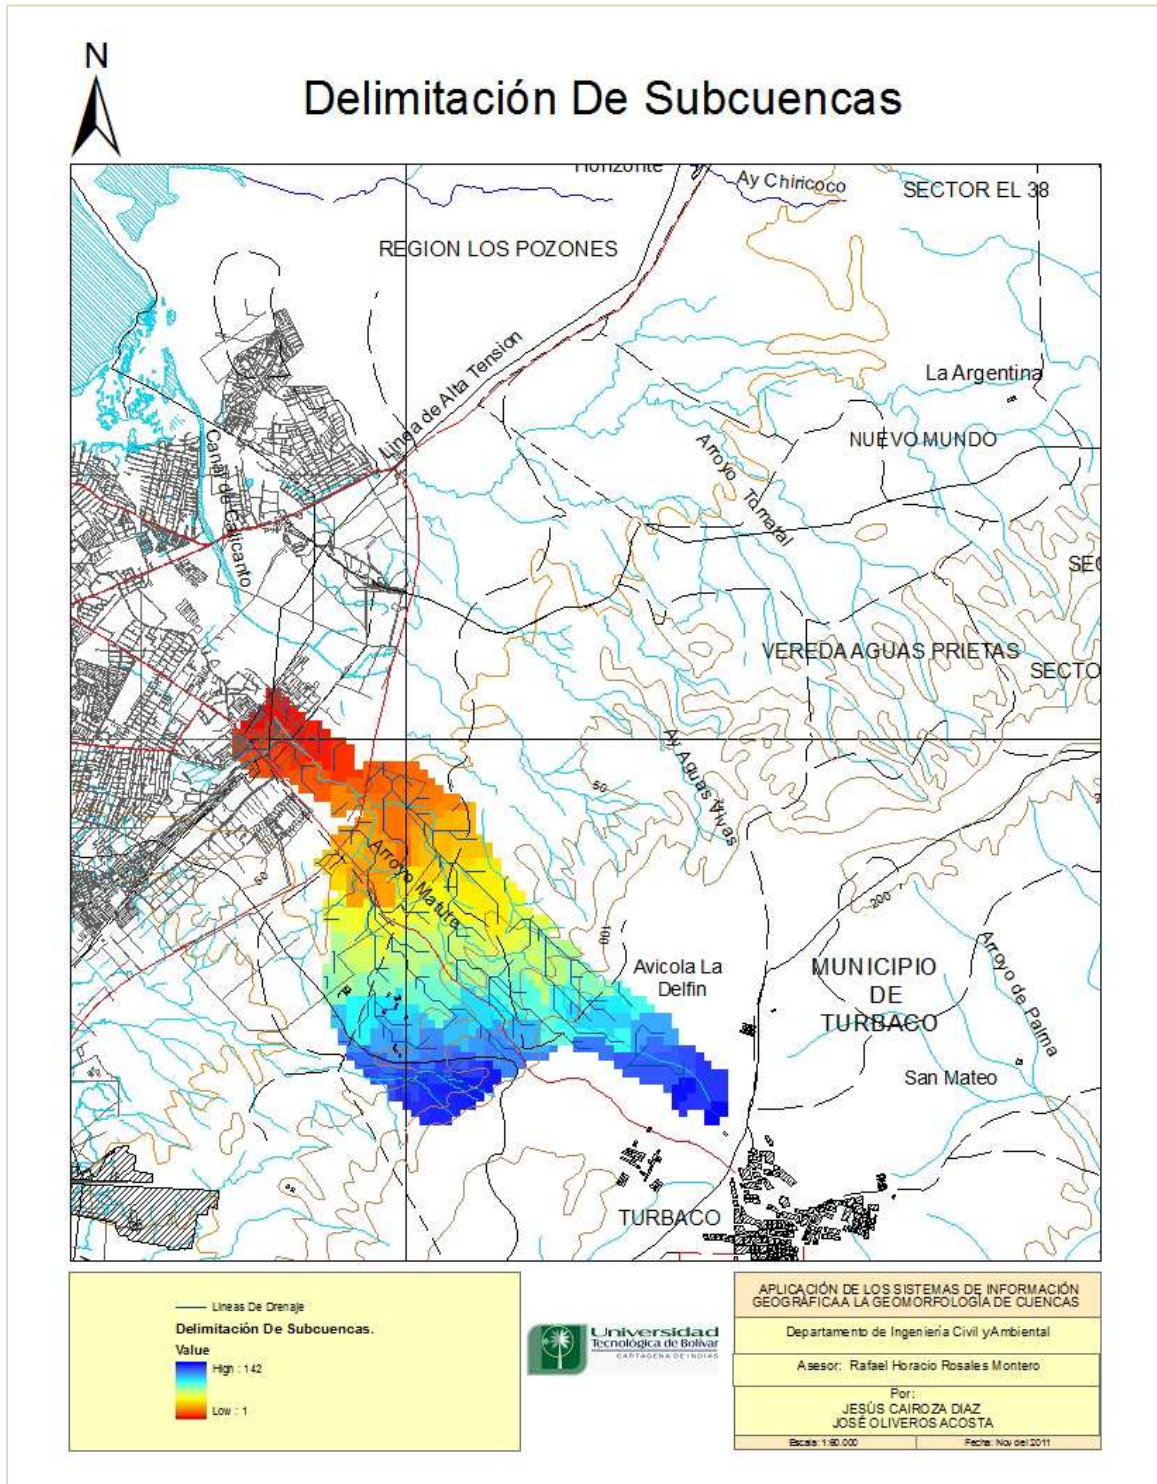 N
Delimitación De Subcuencas
Horizonte
Ay Chiricoco
SECTOR EL 38
REGION LOS POZONES
Linea de Alta Tension
La Argentina
Canal de Calicanto
Arroyo Tomatal
NUEVO MUNDO
SEC
VEREDA AGUAS PRIETAS
SECTO
Ay Aguas Vivas
50
Arroyo Matute
50
200
100
Avicola La
Delfin
MUNICIPIO
DE
TURBACO
Arroyo de Palma
San Mateo
TURBACO
Lineas De Drenaje
Delimitación De Subcuencas.
Value
High : 142
Low : 1
Universidad
Tecnológica de Bolívar
CARTAGENA DE INDIAS
APLICACIÓN DE LOS SISTEMAS DE INFORMACIÓN
GEOGRÁFICA A LA GEOMORFOLOGÍA DE CUENCAS
Departamento de Ingeniería Civil y Ambiental
Asesor: Rafael Horacio Rosales Montero
Por:
JESÚS CAIROZA DIAZ
JOSÉ OLIVEROS ACOSTA
Escala: 1:60.000
Fecha: Nov del 2011